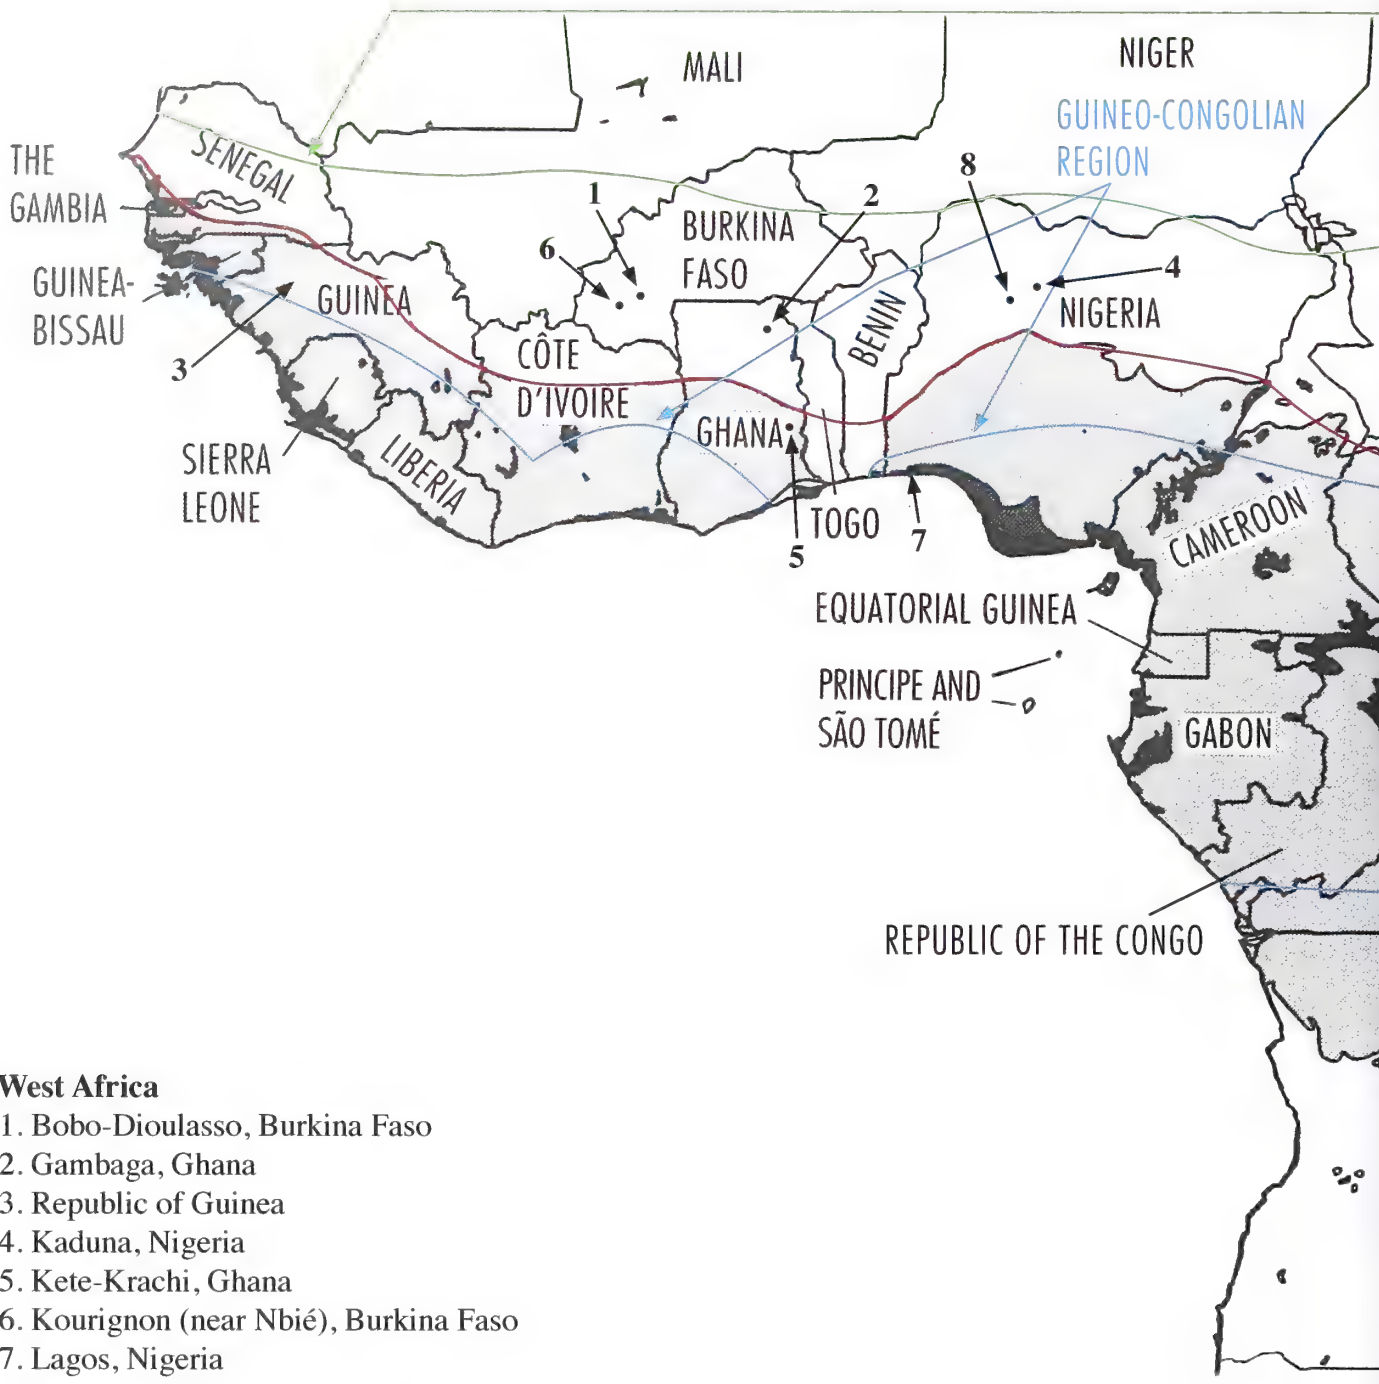 MALI
NIGER
GUINEO-CONGOLIAN
REGION
THE
GAMBIA
SENEGAL
8
1
2
BURKINA
FASO
6
4
GUINEA-
BISSAU
GUINEA
NIGERIA
BENIN
3
CÔTE
D'IVOIRE
GHANA
SIERRA
LEONE
LIBERIA
TOGO
7
5
CAMEROON
EQUATORIAL GUINEA
PRINCIPE AND
SÃO TOMÉ
GABON
REPUBLIC OF THE CONGO
West Africa
1. Bobo-Dioulasso, Burkina Faso
2. Gambaga, Ghana
3. Republic of Guinea
4. Kaduna, Nigeria
5. Kete-Krachi, Ghana
6. Kourignon (near Nbié), Burkina Faso
7. Lagos, Nigeria